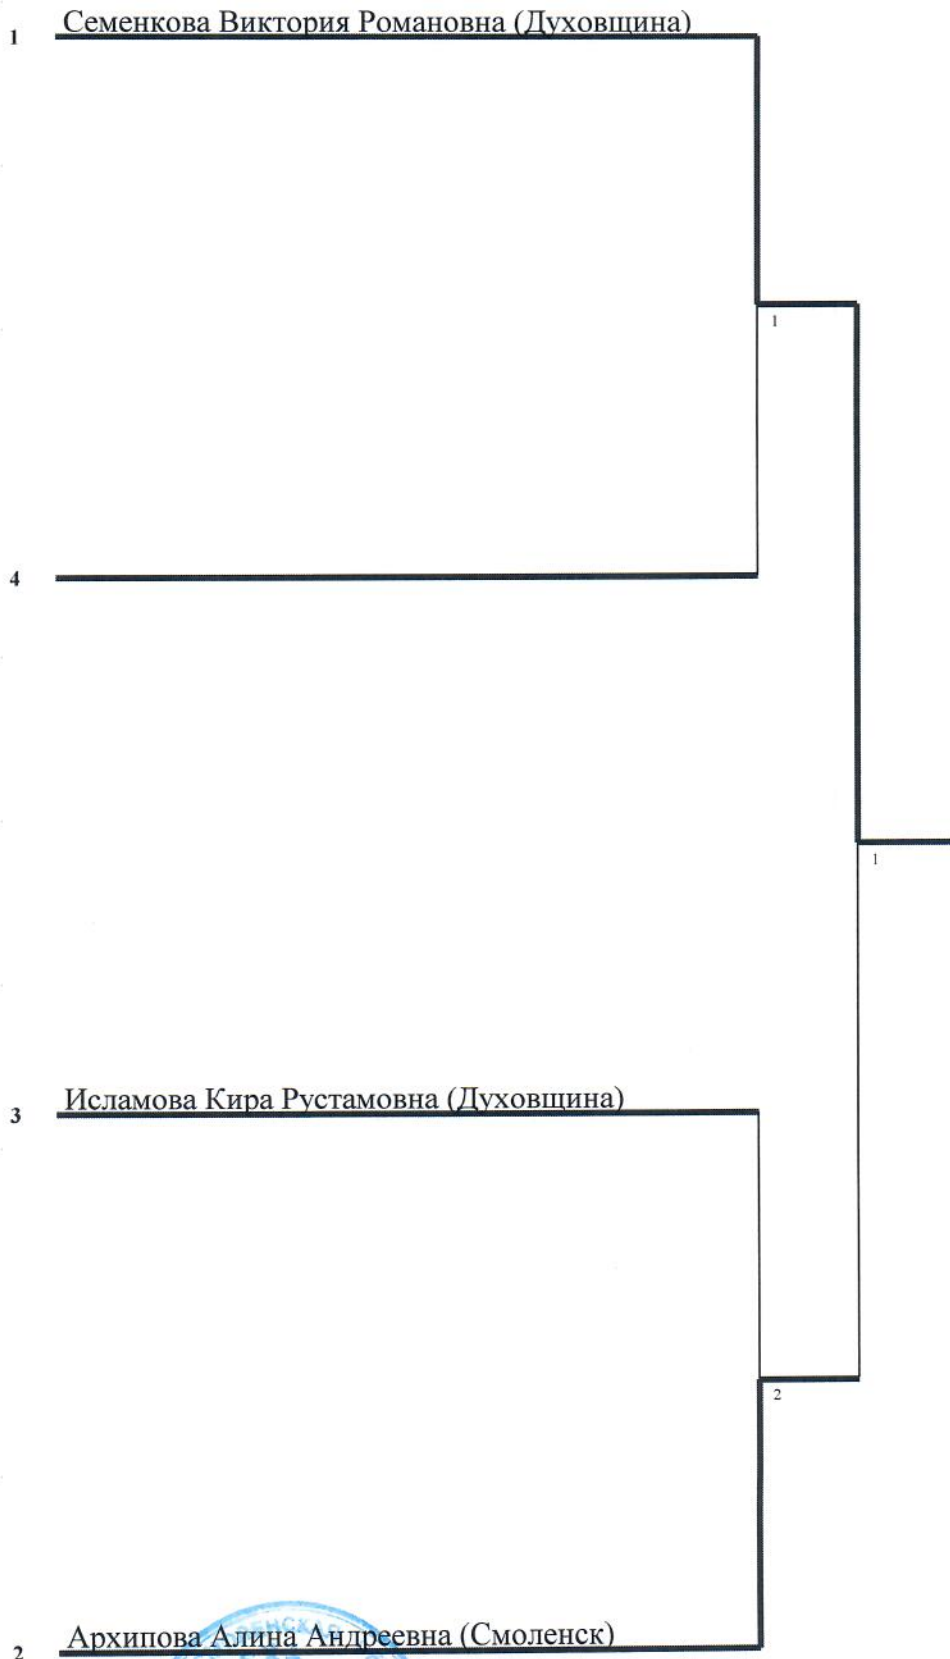 1 Семенкова Виктория Романовна (Духовщина)
1
4
1
3 Исламова Кира Рустамовна (Духовщина)
2
2 Архипова Алина Андреевна (Смоленск)